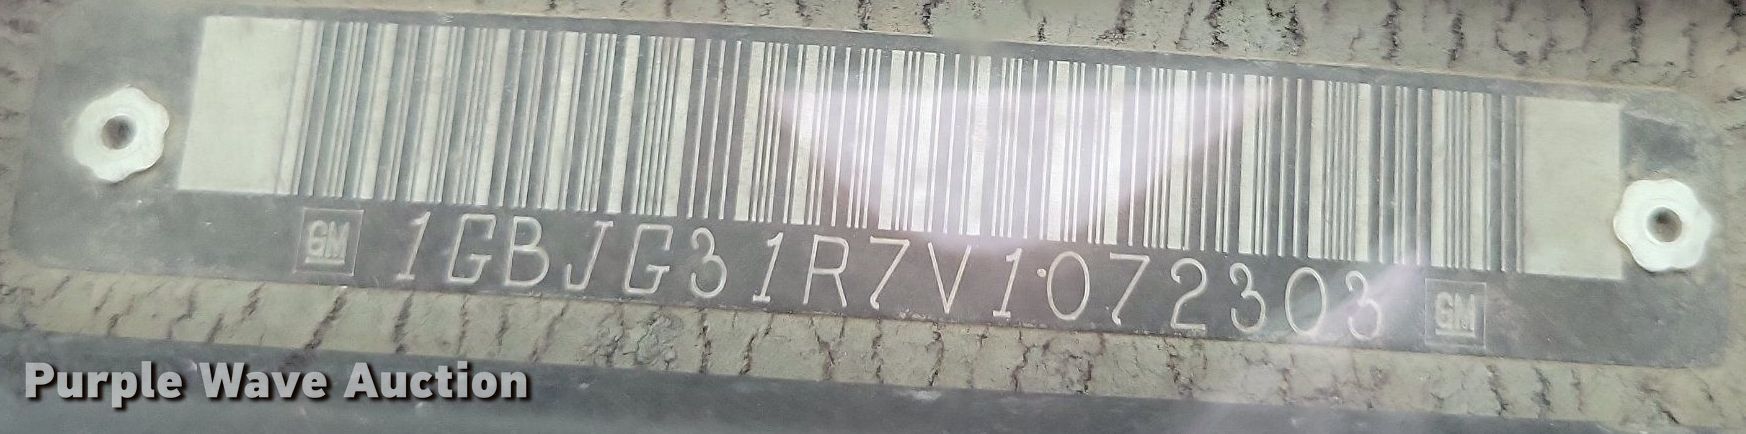 GM 1GBJG31R7V1072303 GM
Purple Wave Auction